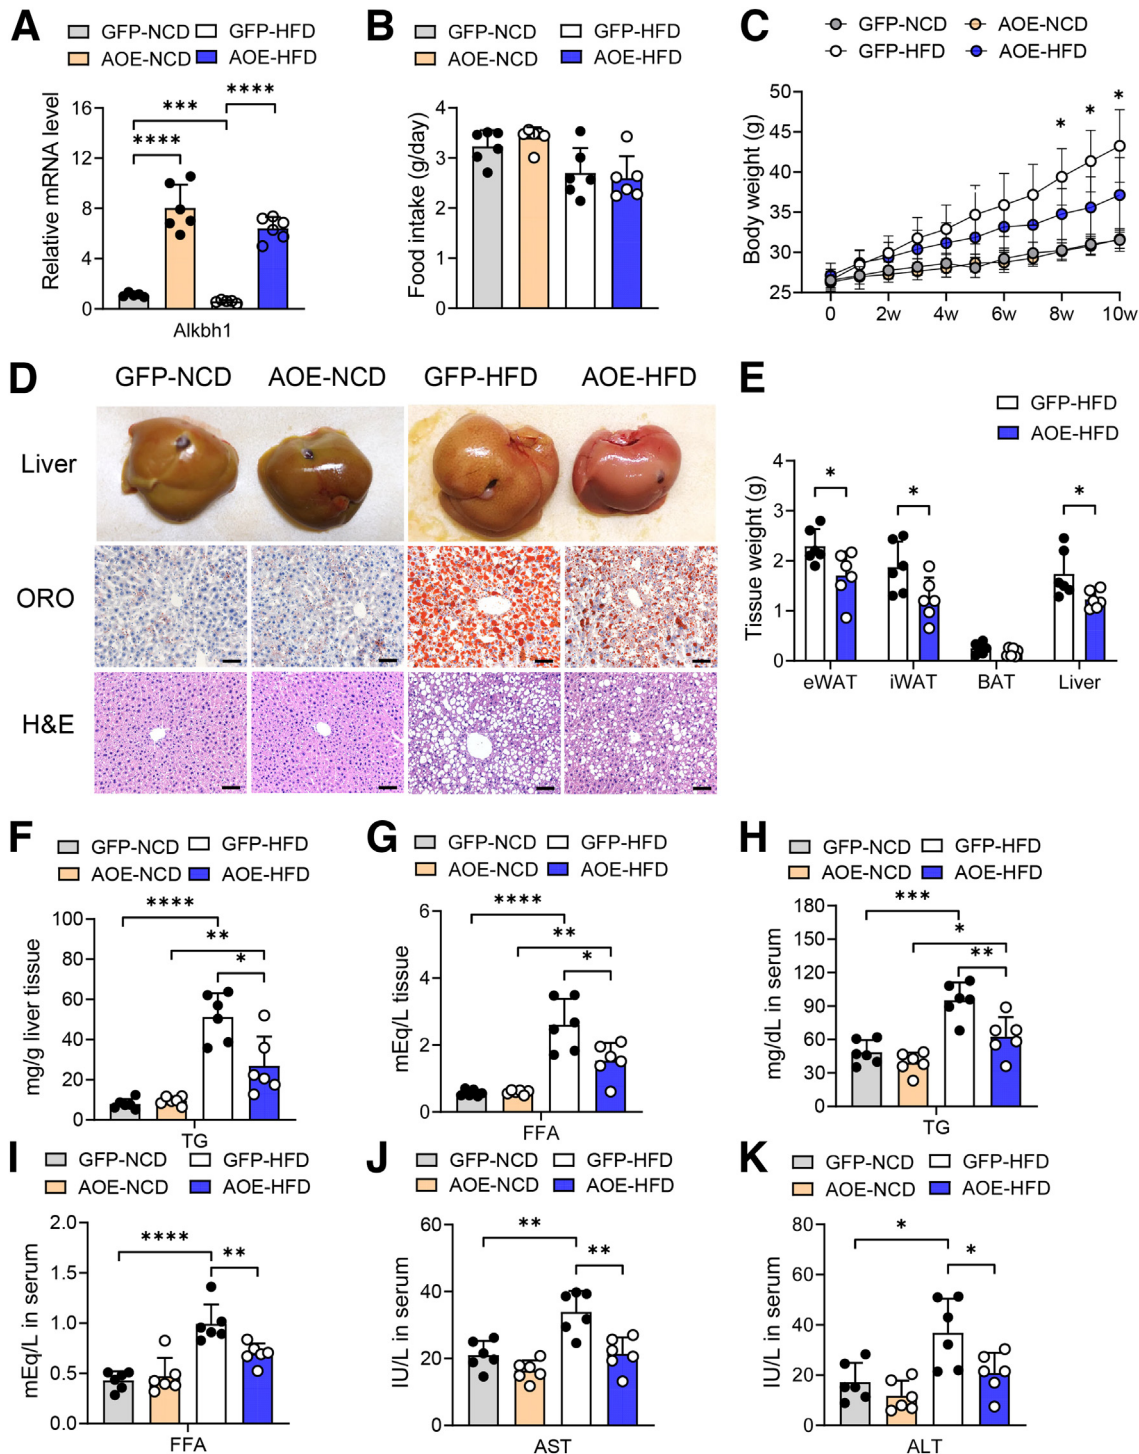 A
GFP-NCD GFP-HFD
AOE-NCD AOE-HFD
Relative mRNA level
16
12
8
4
0
*** ****
****
Alkbh1
B
GFP-NCD GFP-HFD
AOE-NCD AOE-HFD
Food intake (g/day)
4
3
2
1
0
C
GFP-NCD AOE-NCD
GFP-HFD AOE-HFD
Body weight (g)
50
45
40
35
30
25
* * *
0 2w 4w 6w 8w 10w
D
GFP-NCD AOE-NCD GFP-HFD AOE-HFD
Liver
ORO
H&E
E
GFP-HFD
AOE-HFD
Tissue weight (g)
4
3
2
1
0
* * *
eWAT iWAT BAT Liver
F
GFP-NCD GFP-HFD
AOE-NCD AOE-HFD
mg/g liver tissue
100
80
60
40
20
0
****
**
*
TG
G
GFP-NCD GFP-HFD
AOE-NCD AOE-HFD
mEq/L tissue
6
4
2
0
****
**
*
FFA
H
GFP-NCD GFP-HFD
AOE-NCD AOE-HFD
mg/dL in serum
180
150
120
90
60
30
0
***
*
**
TG
I
GFP-NCD GFP-HFD
AOE-NCD AOE-HFD
mEq/L in serum
2.0
1.5
1.0
0.5
0.0
**** **
FFA
J
GFP-NCD GFP-HFD
AOE-NCD AOE-HFD
IU/L in serum
60
40
20
0
**
**
AST
K
GFP-NCD GFP-HFD
AOE-NCD AOE-HFD
IU/L in serum
80
60
40
20
0
*
*
ALT